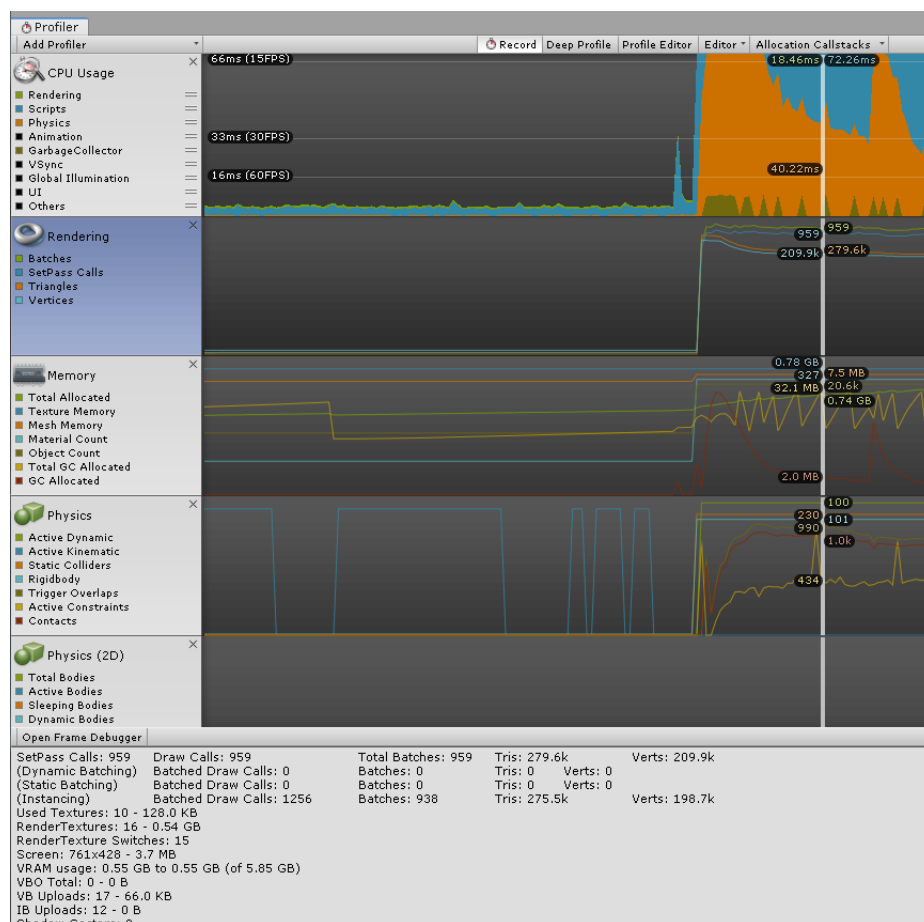 Profiler
Add Profiler Record Deep Profile Profile Editor Editor Allocation Callstacks
CPU Usage
Rendering
Scripts
Physics
Animation
GarbageCollector
VSync
Global Illumination
UI
Others
66ms (15FPS)
33ms (30FPS)
16ms (60FPS)
18.46ms 72.26ms
40.22ms
Rendering
Batches
SetPass Calls
Triangles
Vertices
959 959
209.9k 279.6k
Memory
Total Allocated
Texture Memory
Mesh Memory
Material Count
Object Count
Total GC Allocated
GC Allocated
0.78 GB
327 7.5 MB
32.1 MB 20.6k
0.74 GB
2.0 MB
Physics
Active Dynamic
Active Kinematic
Static Colliders
Rigidbody
Trigger Overlaps
Active Constraints
Contacts
100
230 101
990 1.0k
434
Physics (2D)
Total Bodies
Active Bodies
Sleeping Bodies
Dynamic Bodies
Open Frame Debugger
SetPass Calls: 959 Draw Calls: 959 Total Batches: 959 Tris: 279.6k Verts: 209.9k
(Dynamic Batching) Batched Draw Calls: 0 Batches: 0 Tris: 0 Verts: 0
(Static Batching) Batched Draw Calls: 0 Batches: 0 Tris: 0 Verts: 0
(Instancing) Batched Draw Calls: 1256 Batches: 938 Tris: 275.5k Verts: 198.7k
Used Textures: 10 - 128.0 KB
RenderTextures: 16 - 0.54 GB
RenderTexture Switches: 15
Screen: 761x428 - 3.7 MB
VRAM usage: 0.55 GB to 0.55 GB (of 5.85 GB)
VBO Total: 0 - 0 B
VB Uploads: 17 - 66.0 KB
IB Uploads: 12 - 0 B